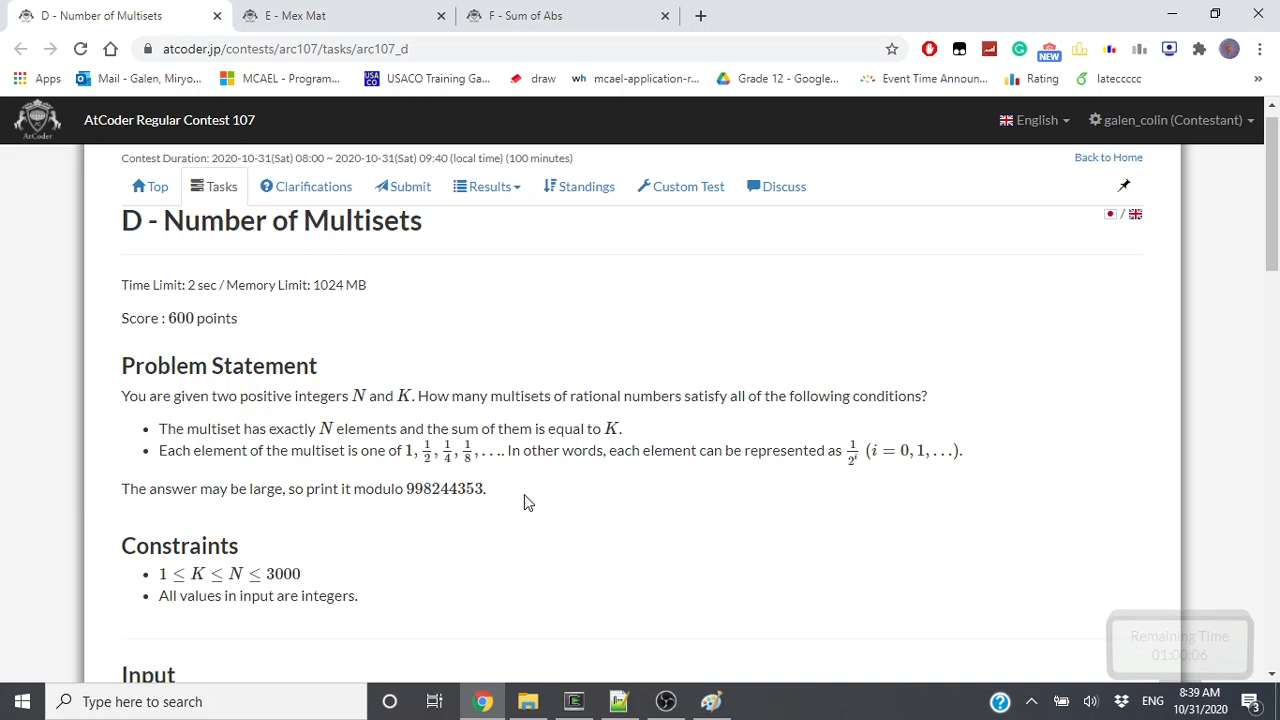 D - Number of Multisets
E - Mex Mat
F - Sum of Abs
atcoder.jp/contests/arc107/tasks/arc107_d
NEW
Apps
Mail - Galen, Miryo...
MCAEL - Program...
USACO Training Ga...
draw
wh mcael-application-r...
Grade 12 - Google...
Event Time Announ...
Rating
lateccccc
AtCoder
AtCoder Regular Contest 107
English
galen_colin (Contestant)
Contest Duration: 2020-10-31(Sat) 08:00 ~ 2020-10-31(Sat) 09:40 (local time) (100 minutes)
Back to Home
Top
Tasks
Clarifications
Submit
Results
Standings
Custom Test
Discuss
D - Number of Multisets
/
Time Limit: 2 sec / Memory Limit: 1024 MB
Score : 600 points
Problem Statement
You are given two positive integers N and K. How many multisets of rational numbers satisfy all of the following conditions?
• The multiset has exactly N elements and the sum of them is equal to K.
• Each element of the multiset is one of 1, 1/2, 1/4, 1/8, .... In other words, each element can be represented as 1/2^i (i = 0, 1, ...).
The answer may be large, so print it modulo 998244353.
Constraints
• 1 ≤ K ≤ N ≤ 3000
• All values in input are integers.
Remaining Time
01:00:06
Input
Type here to search
ENG
8:39 AM
10/31/2020
3